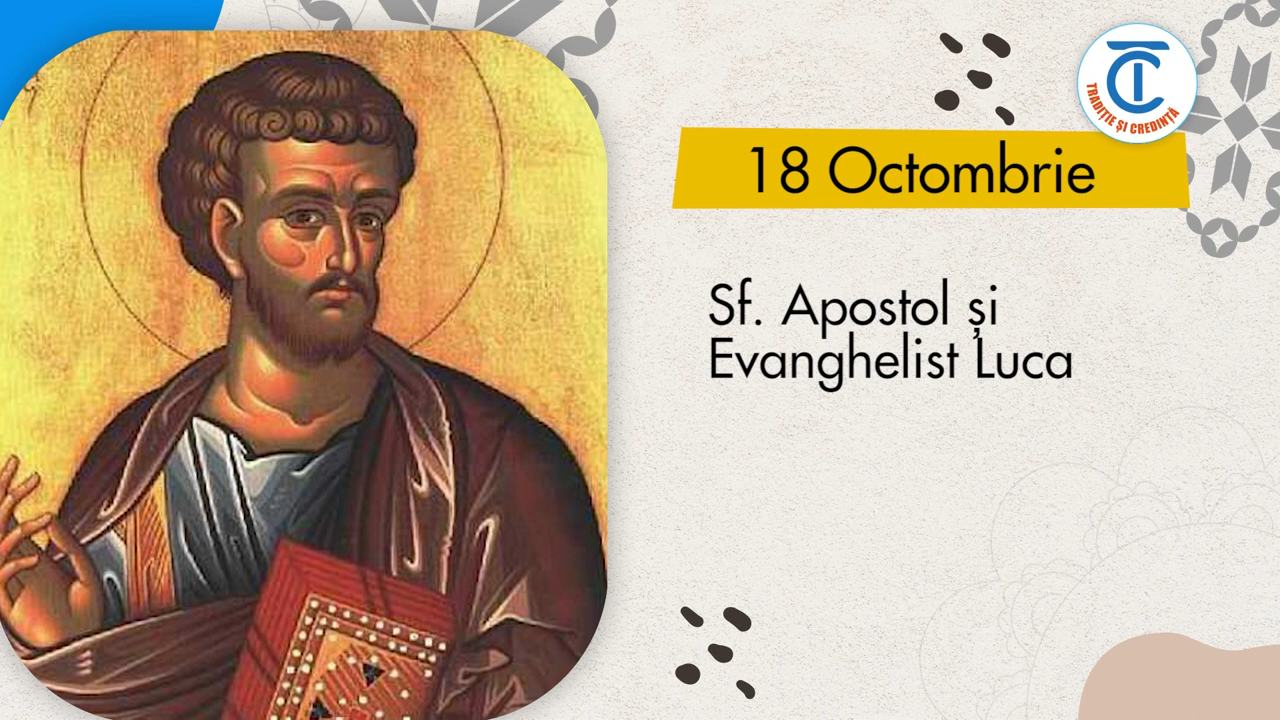 TRADIȚIE ȘI CREDINȚĂ
18 Octombrie
Sf. Apostol și
Evanghelist Luca